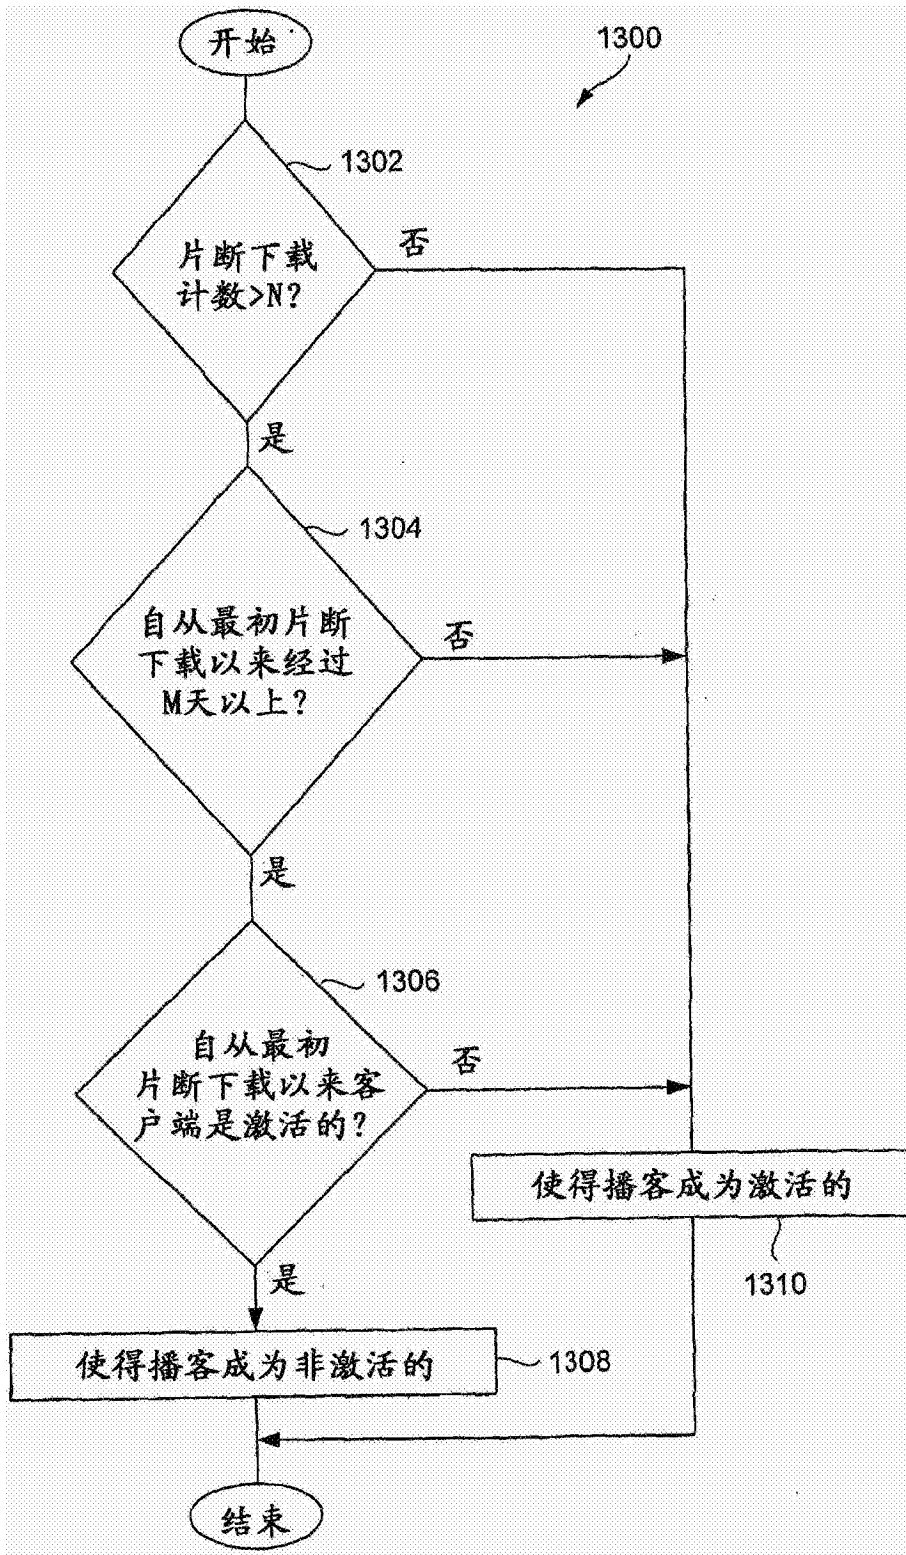 开始
1300
1302
片断下载
计数>N?
否
是
1304
自从最初片断
下载以来经过
M天以上?
否
是
1306
自从最初
片断下载以来客
户端是激活的?
否
使得播客成为激活的
1310
是
使得播客成为非激活的
1308
结束